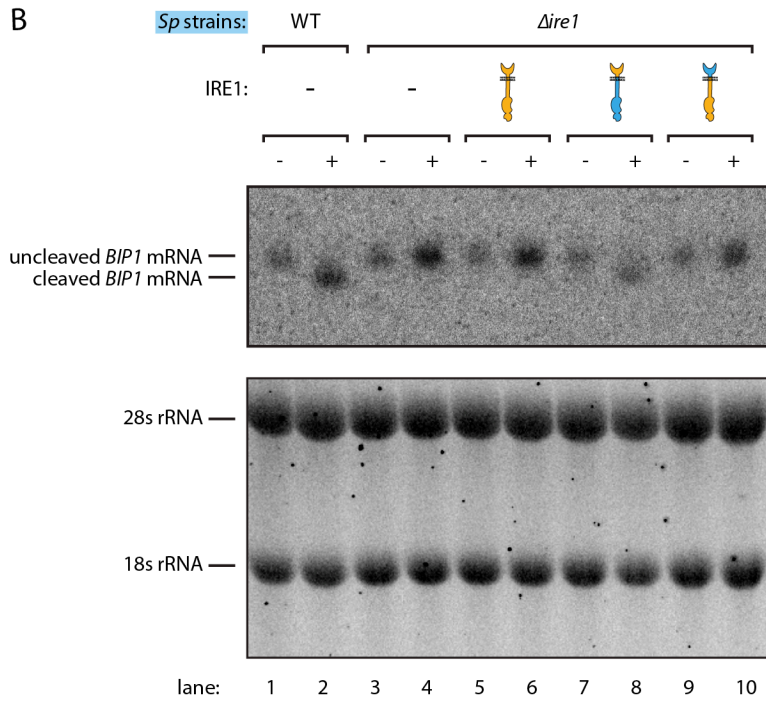 B
Sp strains: WT Δire1
IRE1: - -
- + - + - + - + - +
uncleaved BIP1 mRNA
cleaved BIP1 mRNA
28s rRNA
18s rRNA
lane: 1 2 3 4 5 6 7 8 9 10